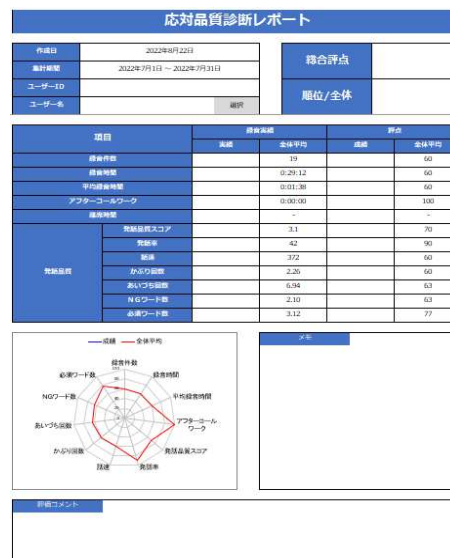 応対品質診断レポート
作成日 2022年8月22日
集計期間 2022年7月1日 ~ 2022年7月31日
ユーザーID
ユーザー名 選択
総合評点
順位/全体
項目 録音実績 評点
実績 全体平均 成績 全体平均
録音件数 19 60
録音時間 0:29:12 60
平均録音時間 0:01:38 60
アフターコールワーク 0:00:00 100
離席時間 - -
発話品質
発話品質スコア 3.1 70
発話率 42 90
話速 372 60
かぶり回数 2.26 60
あいづち回数 6.94 63
NGワード数 2.10 63
必須ワード数 3.12 77
成績 全体平均
録音件数
録音時間
平均録音時間
アフターコール
ワーク
発話品質スコア
発話率
話速
かぶり回数
あいづち回数
NGワード数
必須ワード数
100
80
60
40
20
メモ
評価コメント